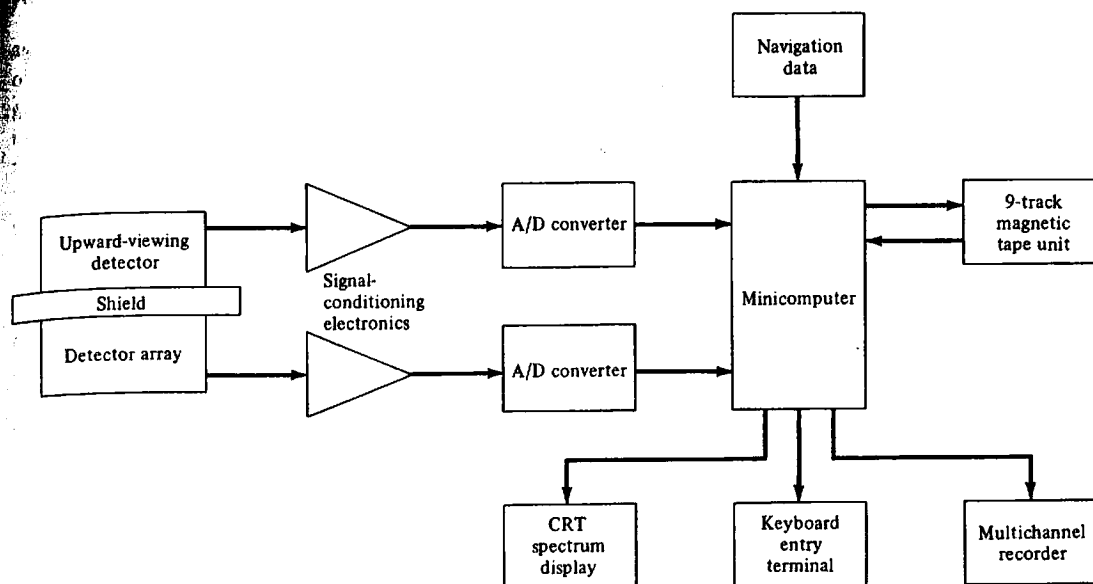 Navigation
data
Upward-viewing
detector
Shield
Detector array
Signal-
conditioning
electronics
A/D converter
A/D converter
Minicomputer
9-track
magnetic
tape unit
CRT
spectrum
display
Keyboard
entry
terminal
Multichannel
recorder